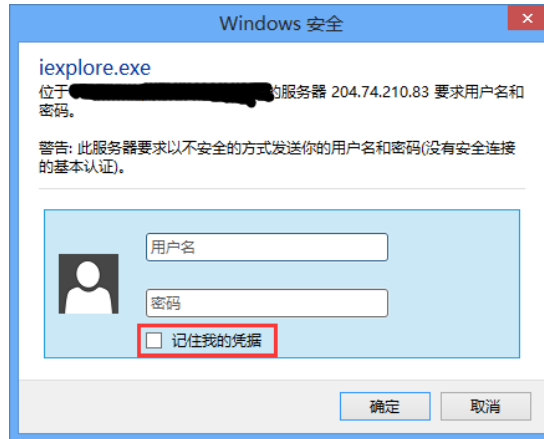 Windows 安全
iexplore.exe
位于 的服务器 204.74.210.83 要求用户名和
密码。
警告: 此服务器要求以不安全的方式发送你的用户名和密码(没有安全连接
的基本认证)。
用户名
密码
记住我的凭据
确定
取消